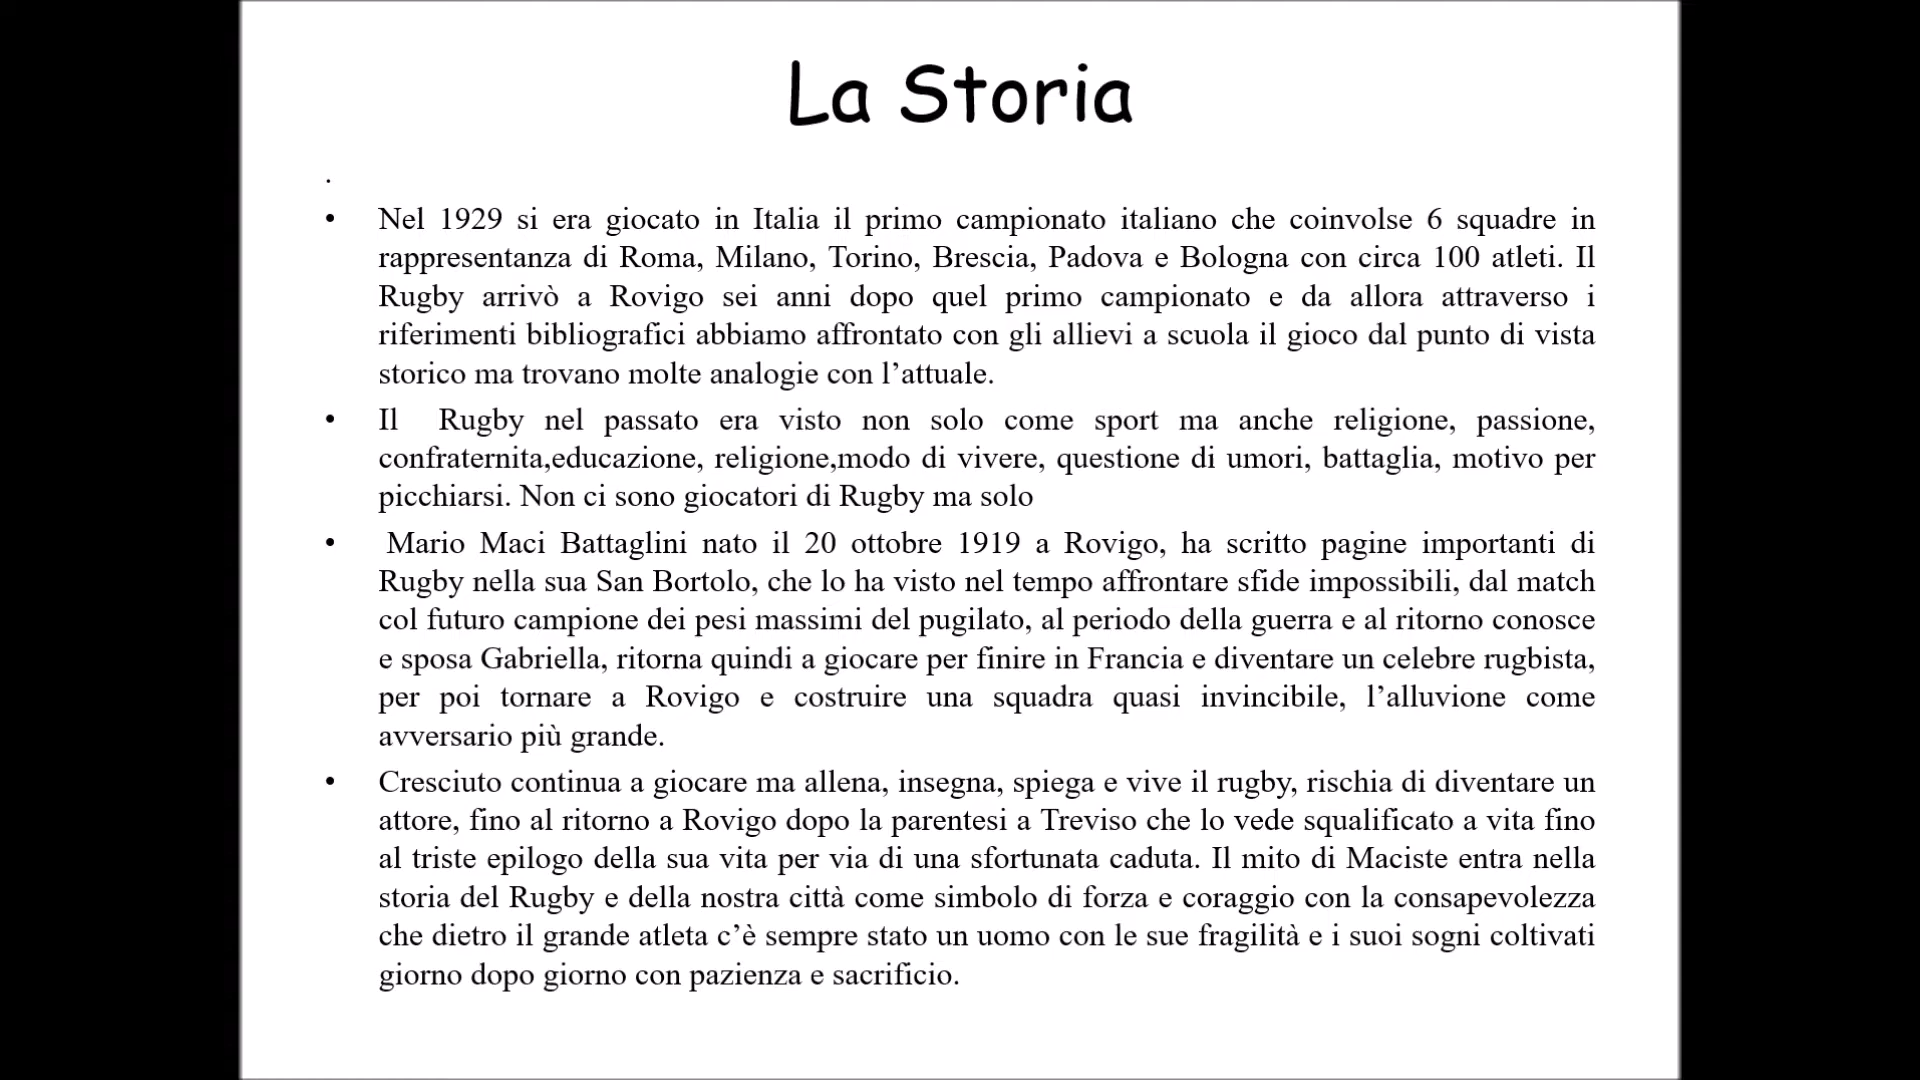 La Storia
.
• Nel 1929 si era giocato in Italia il primo campionato italiano che coinvolse 6 squadre in
rappresentanza di Roma, Milano, Torino, Brescia, Padova e Bologna con circa 100 atleti. Il
Rugby arrivò a Rovigo sei anni dopo quel primo campionato e da allora attraverso i
riferimenti bibliografici abbiamo affrontato con gli allievi a scuola il gioco dal punto di vista
storico ma trovano molte analogie con l’attuale.
• Il Rugby nel passato era visto non solo come sport ma anche religione, passione,
confraternita,educazione, religione,modo di vivere, questione di umori, battaglia, motivo per
picchiarsi. Non ci sono giocatori di Rugby ma solo
• Mario Maci Battaglini nato il 20 ottobre 1919 a Rovigo, ha scritto pagine importanti di
Rugby nella sua San Bortolo, che lo ha visto nel tempo affrontare sfide impossibili, dal match
col futuro campione dei pesi massimi del pugilato, al periodo della guerra e al ritorno conosce
e sposa Gabriella, ritorna quindi a giocare per finire in Francia e diventare un celebre rugbista,
per poi tornare a Rovigo e costruire una squadra quasi invincibile, l’alluvione come
avversario più grande.
• Cresciuto continua a giocare ma allena, insegna, spiega e vive il rugby, rischia di diventare un
attore, fino al ritorno a Rovigo dopo la parentesi a Treviso che lo vede squalificato a vita fino
al triste epilogo della sua vita per via di una sfortunata caduta. Il mito di Maciste entra nella
storia del Rugby e della nostra città come simbolo di forza e coraggio con la consapevolezza
che dietro il grande atleta c’è sempre stato un uomo con le sue fragilità e i suoi sogni coltivati
giorno dopo giorno con pazienza e sacrificio.